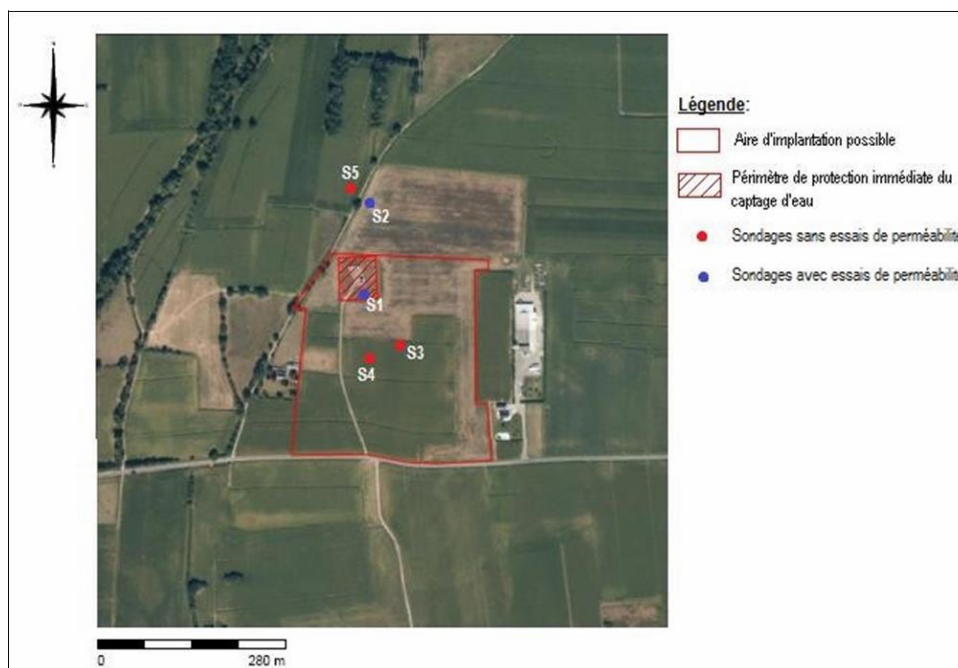 Légende:
Aire d'implantation possible
Périmètre de protection immédiate du
captage d'eau
Sondages sans essais de perméabilité
Sondages avec essais de perméabilité
S5
S2
S1
S3
S4
0 280 m